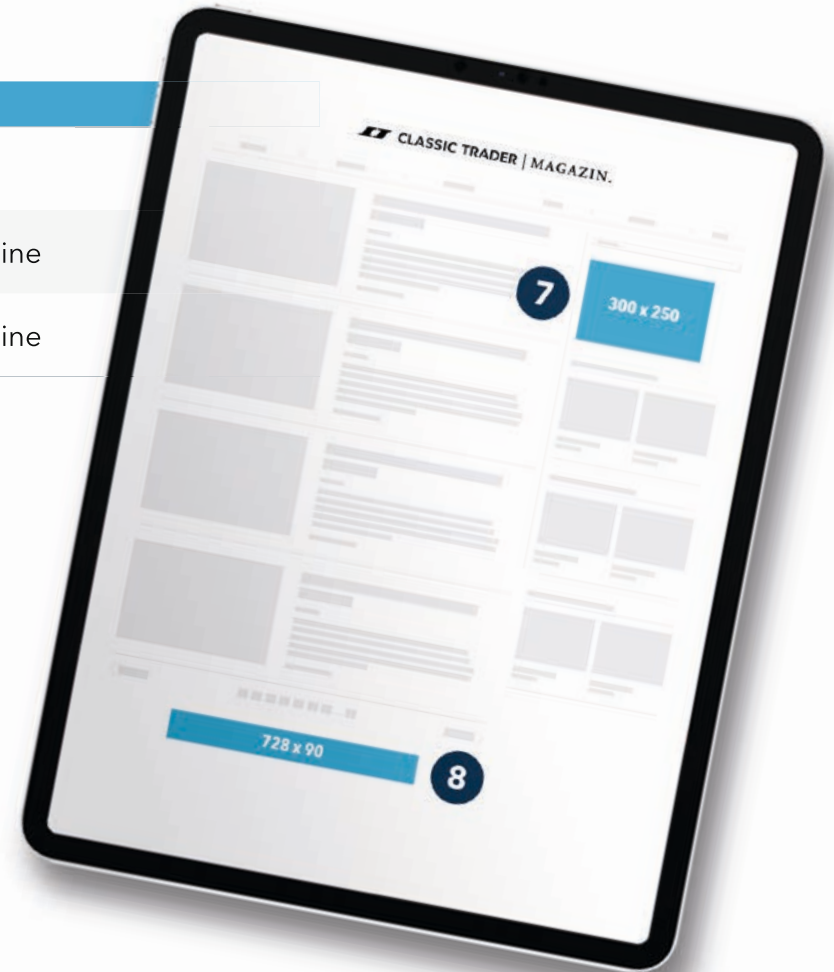 CLASSIC TRADER | MAGAZIN.
ine
7
300 x 250
ine
728 x 90
8